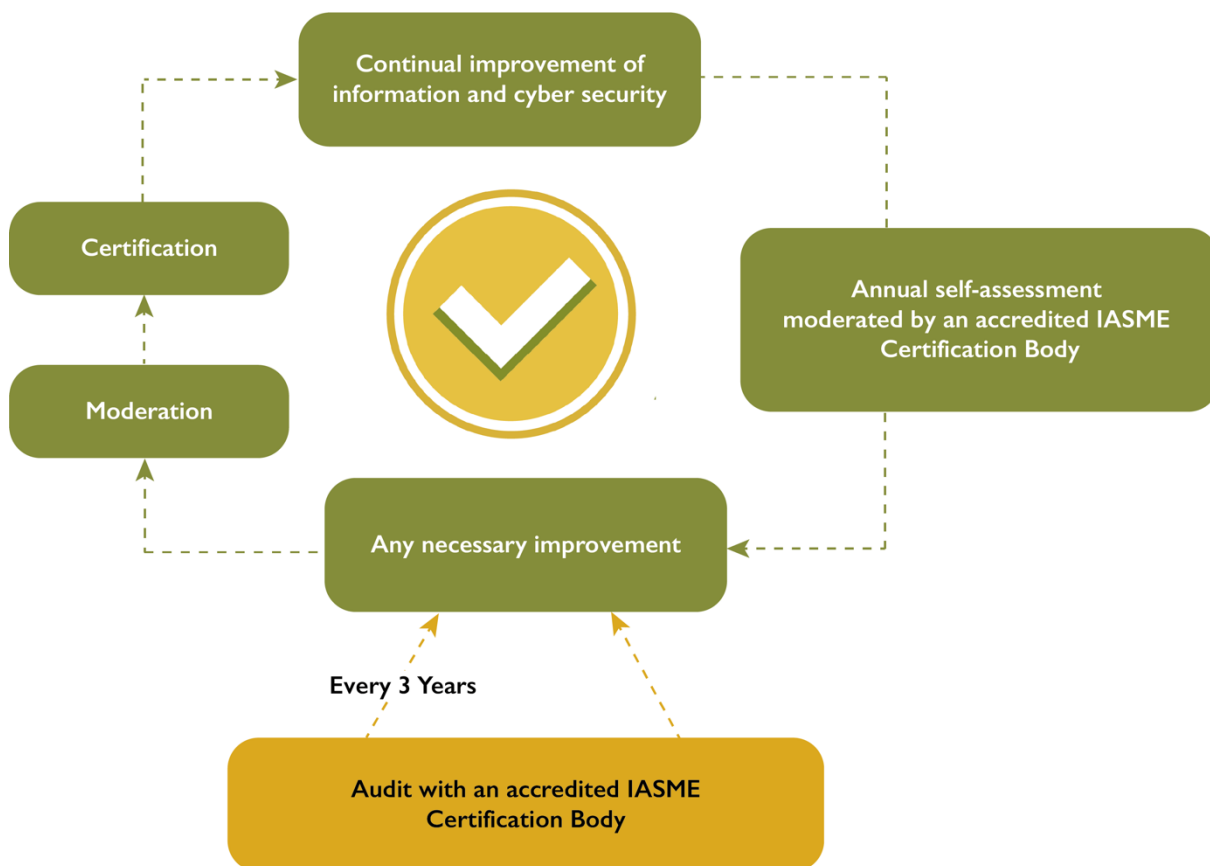 Continual improvement of
information and cyber security
Certification
Annual self-assessment
moderated by an accredited IASME
Certification Body
Moderation
Any necessary improvement
Every 3 Years
Audit with an accredited IASME
Certification Body